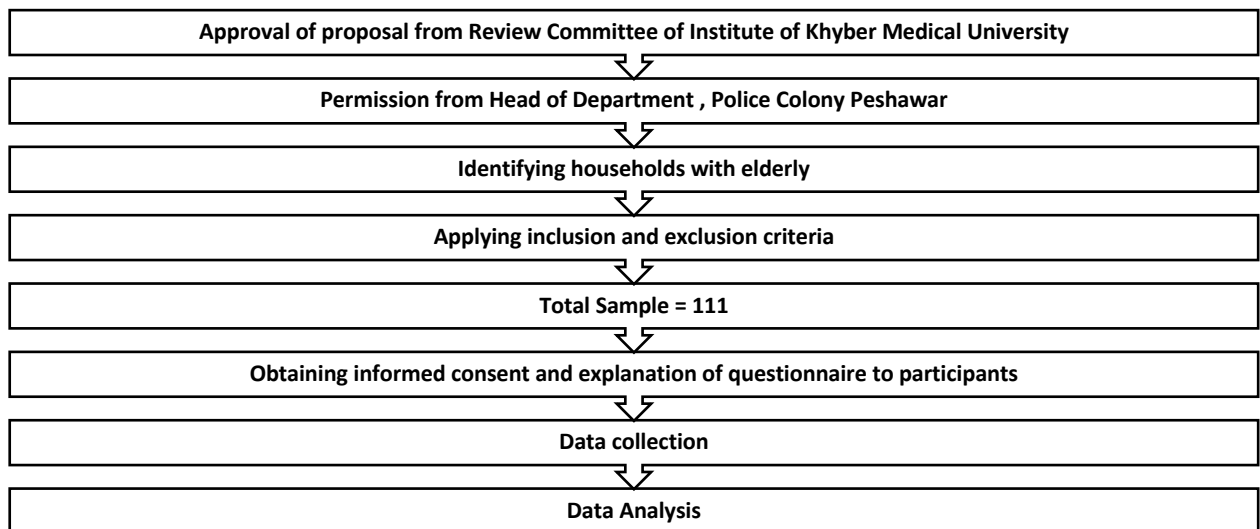 Approval of proposal from Review Committee of Institute of Khyber Medical University
Permission from Head of Department , Police Colony Peshawar
Identifying households with elderly
Applying inclusion and exclusion criteria
Total Sample = 111
Obtaining informed consent and explanation of questionnaire to participants
Data collection
Data Analysis